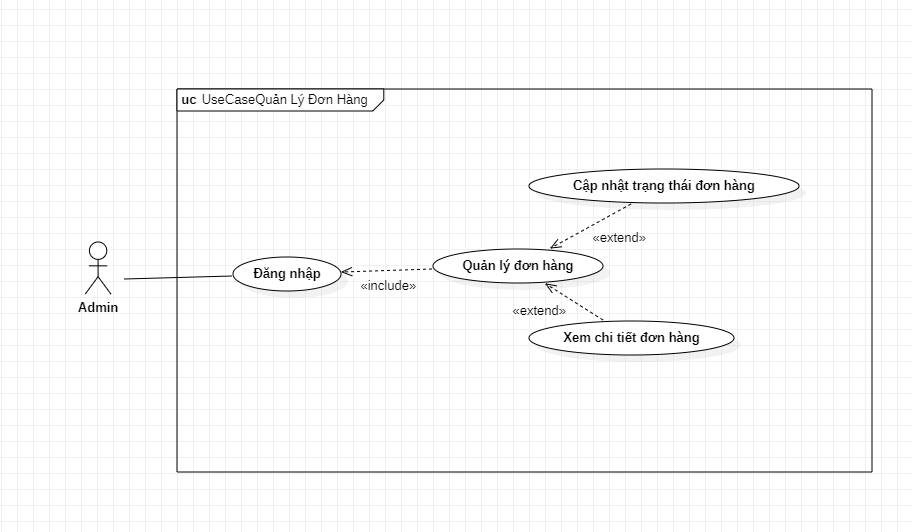 uc UseCaseQuản Lý Đơn Hàng
Cập nhật trạng thái đơn hàng
«extend»
Quản lý đơn hàng
Đăng nhập
«include»
Admin
«extend»
Xem chi tiết đơn hàng